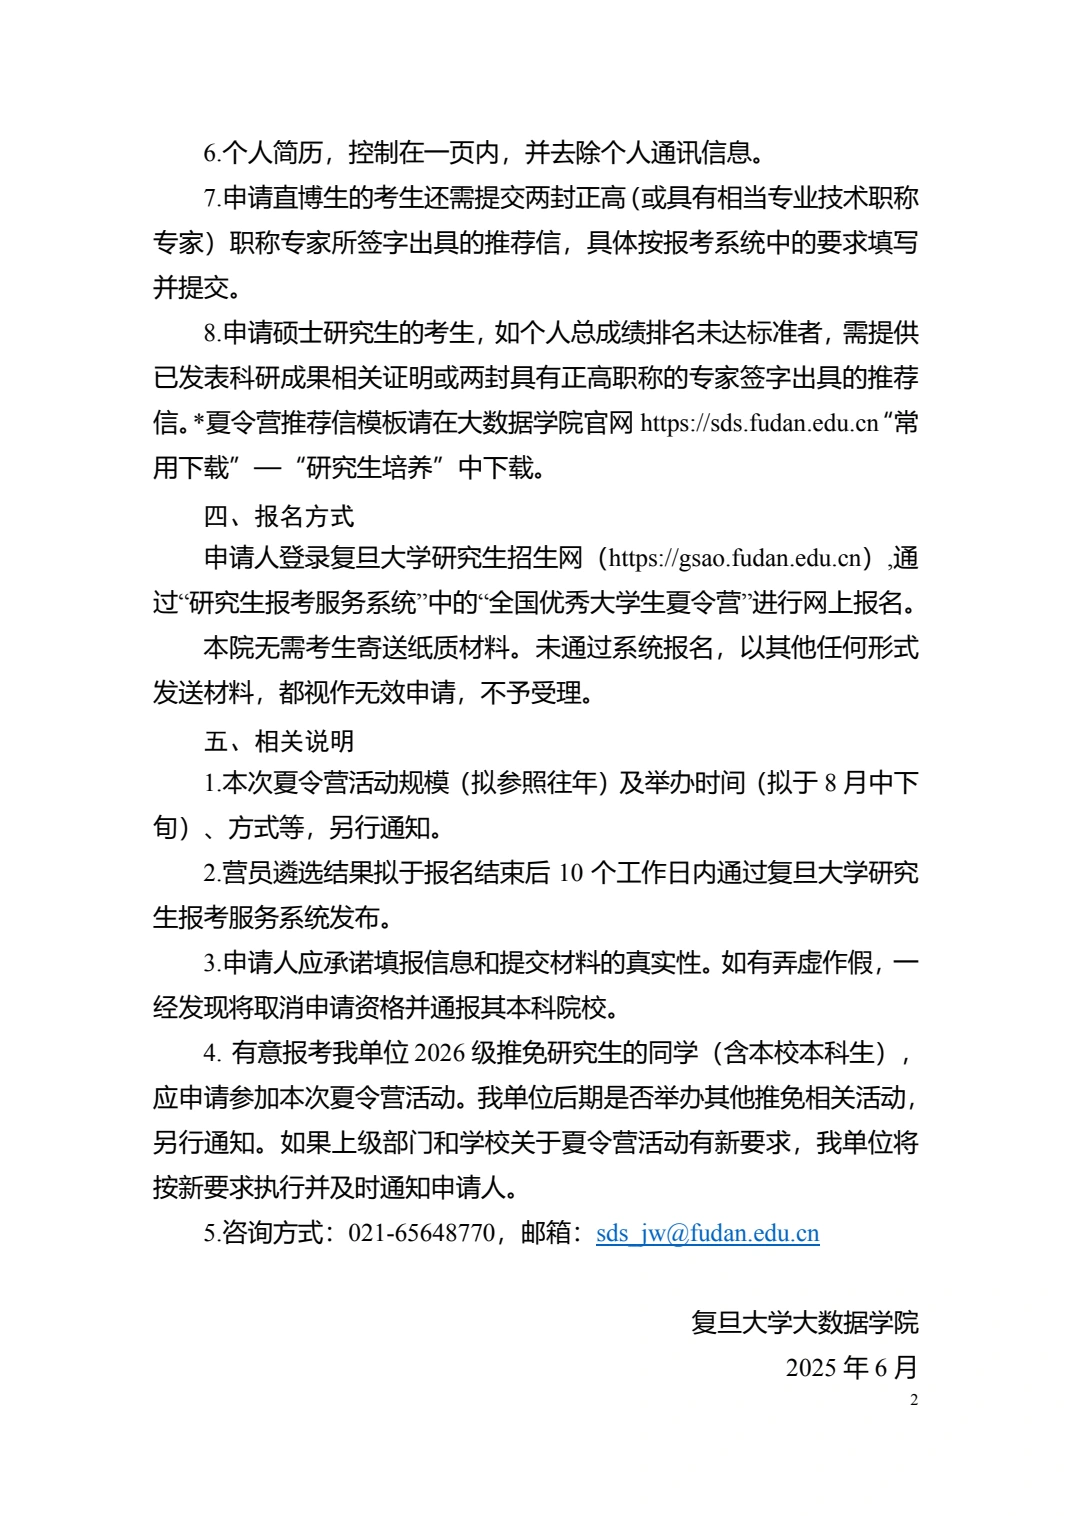 6.个人简历，控制在一页内，并去除个人通讯信息。
7.申请直博生的考生还需提交两封正高（或具有相当专业技术职称
专家）职称专家所签字出具的推荐信，具体按报考系统中的要求填写
并提交。
8.申请硕士研究生的考生，如个人总成绩排名未达标准者，需提供
已发表科研成果相关证明或两封具有正高职称的专家签字出具的推荐
信。*夏令营推荐信模板请在大数据学院官网 https://sds.fudan.edu.cn “常
用下载”—“研究生培养”中下载。
四、报名方式
申请人登录复旦大学研究生招生网（https://gsao.fudan.edu.cn）,通
过“研究生报考服务系统”中的“全国优秀大学生夏令营”进行网上报名。
本院无需考生寄送纸质材料。未通过系统报名，以其他任何形式
发送材料，都视作无效申请，不予受理。
五、相关说明
1.本次夏令营活动规模（拟参照往年）及举办时间（拟于 8 月中下
旬）、方式等，另行通知。
2.营员遴选结果拟于报名结束后 10 个工作日内通过复旦大学研究
生报考服务系统发布。
3.申请人应承诺填报信息和提交材料的真实性。如有弄虚作假，一
经发现将取消申请资格并通报其本科院校。
4. 有意报考我单位 2026 级推免研究生的同学（含本校本科生），
应申请参加本次夏令营活动。我单位后期是否举办其他推免相关活动，
另行通知。如果上级部门和学校关于夏令营活动有新要求，我单位将
按新要求执行并及时通知申请人。
5.咨询方式：021-65648770，邮箱：sds_jw@fudan.edu.cn
复旦大学大数据学院
2025 年 6 月
2